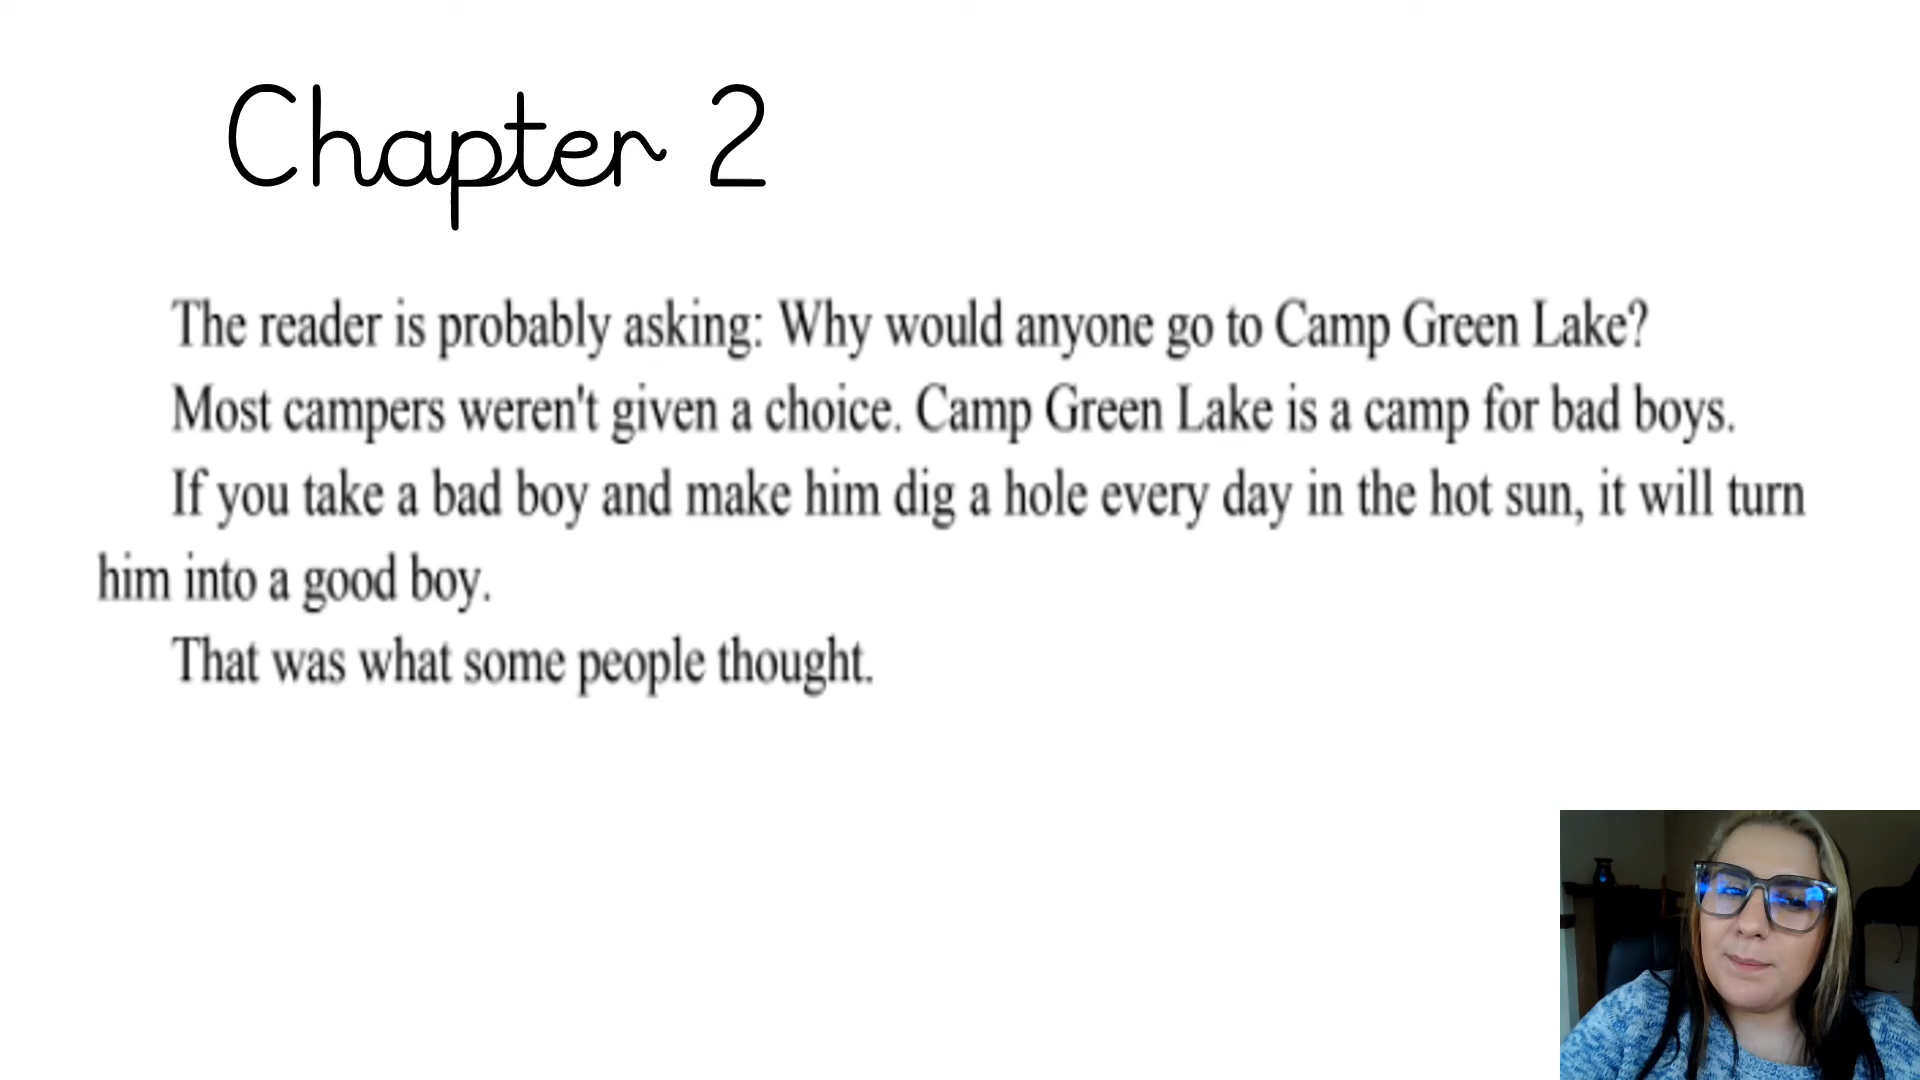 Chapter 2
The reader is probably asking: Why would anyone go to Camp Green Lake?
Most campers weren't given a choice. Camp Green Lake is a camp for bad boys.
If you take a bad boy and make him dig a hole every day in the hot sun, it will turn
him into a good boy.
That was what some people thought.